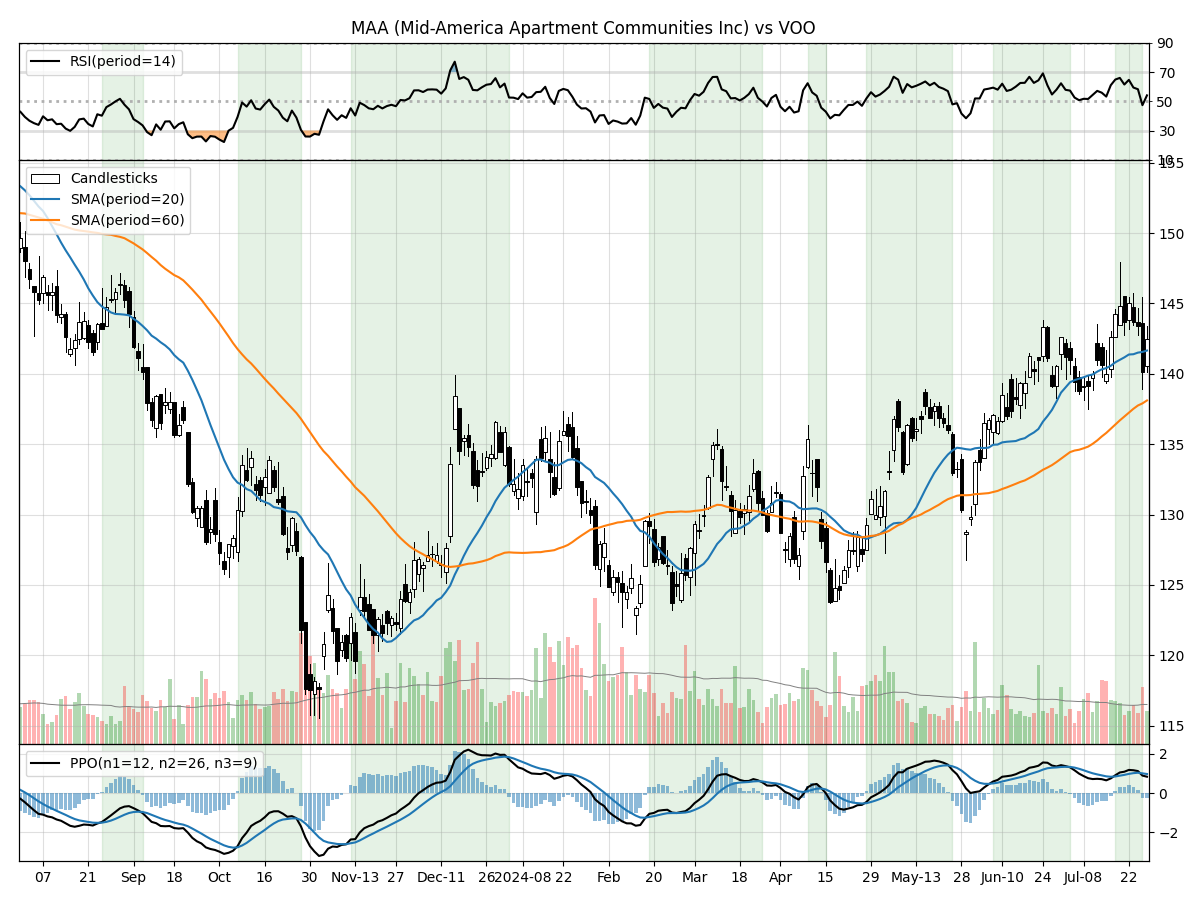 MAA (Mid-America Apartment Communities Inc) vs VOO
RSI(period=14)
90
70
50
30
10
Candlesticks
SMA(period=20)
SMA(period=60)
155
150
145
140
135
130
125
120
115
PPO(n1=12, n2=26, n3=9)
2
0
−2
07 21 Sep 18 Oct 16 30 Nov-13 27 Dec-11 26 2024-08 22 Feb 20 Mar 18 Apr 15 29 May-13 28 Jun-10 24 Jul-08 22